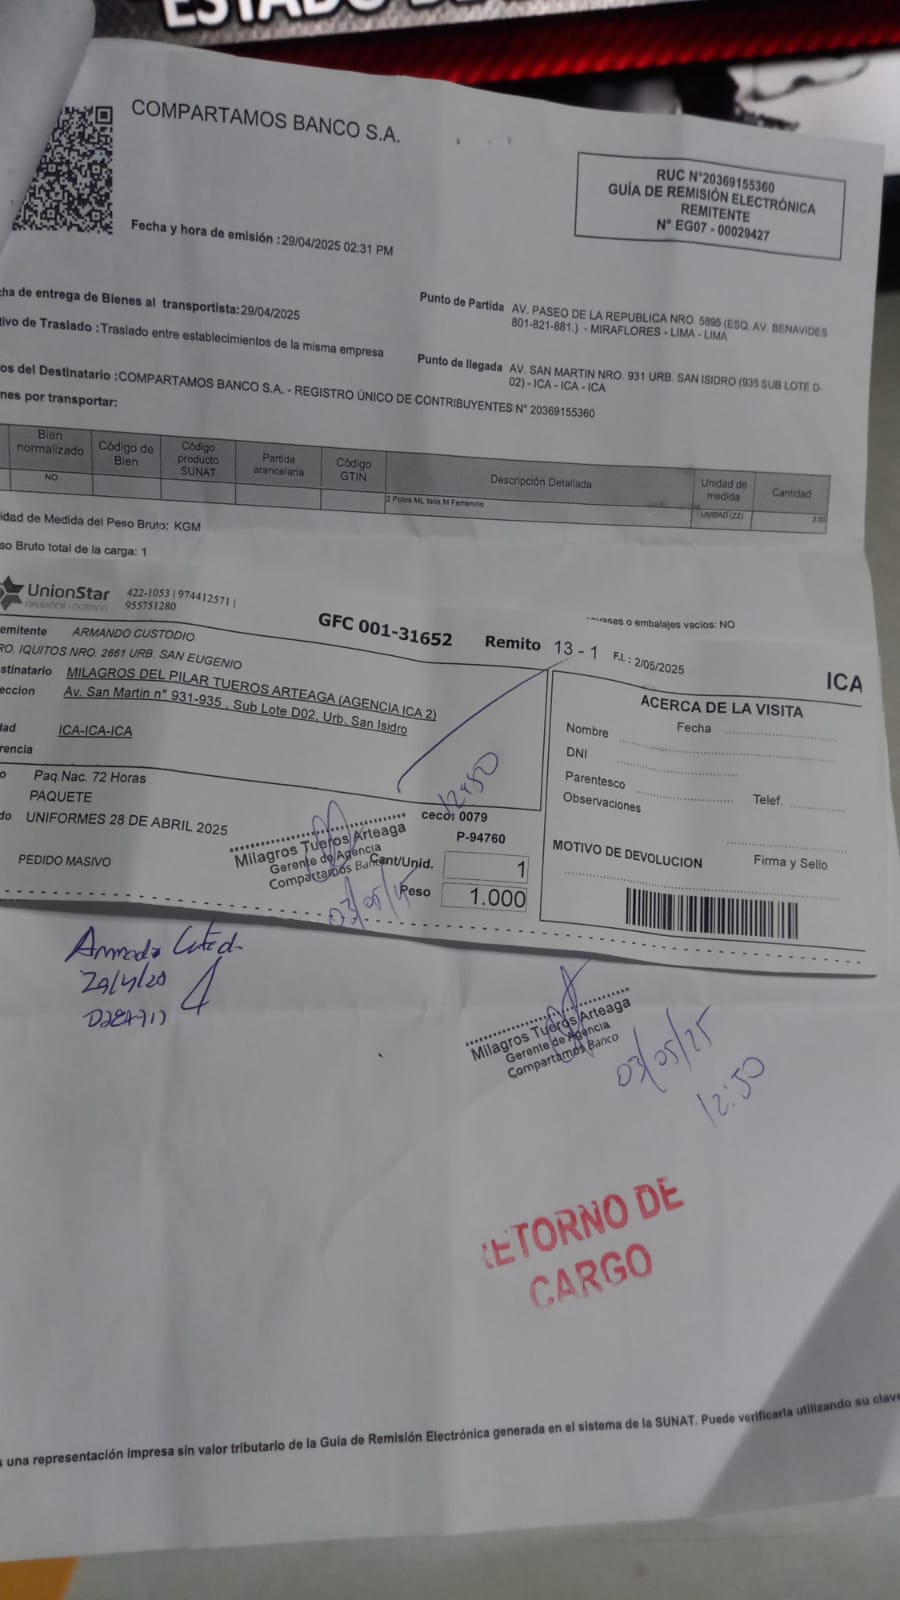 COMPARTAMOS BANCO S.A.
RUC N°20369155360
GUÍA DE REMISIÓN ELECTRÓNICA
REMITENTE
N° EG07 - 00029427
Fecha y hora de emisión :29/04/2025 02:31 PM
ha de entrega de Bienes al transportista:29/04/2025
tivo de Traslado :Traslado entre establecimientos de la misma empresa
Punto de Partida AV. PASEO DE LA REPUBLICA NRO. 5895 (ESQ. AV. BENAVIDES
801-821-881.) - MIRAFLORES - LIMA - LIMA
Punto de llegada AV. SAN MARTIN NRO. 931 URB. SAN ISIDRO (935 SUB LOTE D-
02) - ICA - ICA - ICA
os del Destinatario :COMPARTAMOS BANCO S.A. - REGISTRO ÚNICO DE CONTRIBUYENTES N° 20369155360
nes por transportar:
Bien normalizado Código de Bien Código producto SUNAT Partida arancelaria Código GTIN Descripción Detallada Unidad de medida Cantidad
NO 2 Polos ML talla M Femenino UNIDAD (ZZ) 2.00
idad de Medida del Peso Bruto: KGM
so Bruto total de la carga: 1
UnionStar
OPERADOR LOGISTICO
422-1053 | 974412571 |
955751280
GFC 001-31652 Remito 13 - 1 F.I. : 2/05/2025
o embalajes vacíos: NO
ICA
emitente ARMANDO CUSTODIO
RO. IQUITOS NRO. 2661 URB. SAN EUGENIO
stinatario MILAGROS DEL PILAR TUEROS ARTEAGA (AGENCIA ICA 2)
eccion Av. San Martin n° 931-935 , Sub Lote D02, Urb. San Isidro
dad ICA-ICA-ICA
rencia
o Paq.Nac. 72 Horas
PAQUETE
do UNIFORMES 28 DE ABRIL 2025
PEDIDO MASIVO
12:50
ceco: 0079
P-94760
Cant/Unid. 1
Peso 1.000
Milagros Tueros Arteaga
Gerente de Agencia
Compartamos Banco
03/05/25
ACERCA DE LA VISITA
Nombre Fecha
DNI
Parentesco
Observaciones Telef.
MOTIVO DE DEVOLUCION Firma y Sello
29/4/20
Milagros Tueros Arteaga
Gerente de Agencia
Compartamos Banco
03/05/25
12:50
RETORNO DE
CARGO
s una representación impresa sin valor tributario de la Guía de Remisión Electrónica generada en el sistema de la SUNAT. Puede verificarla utilizando su clave